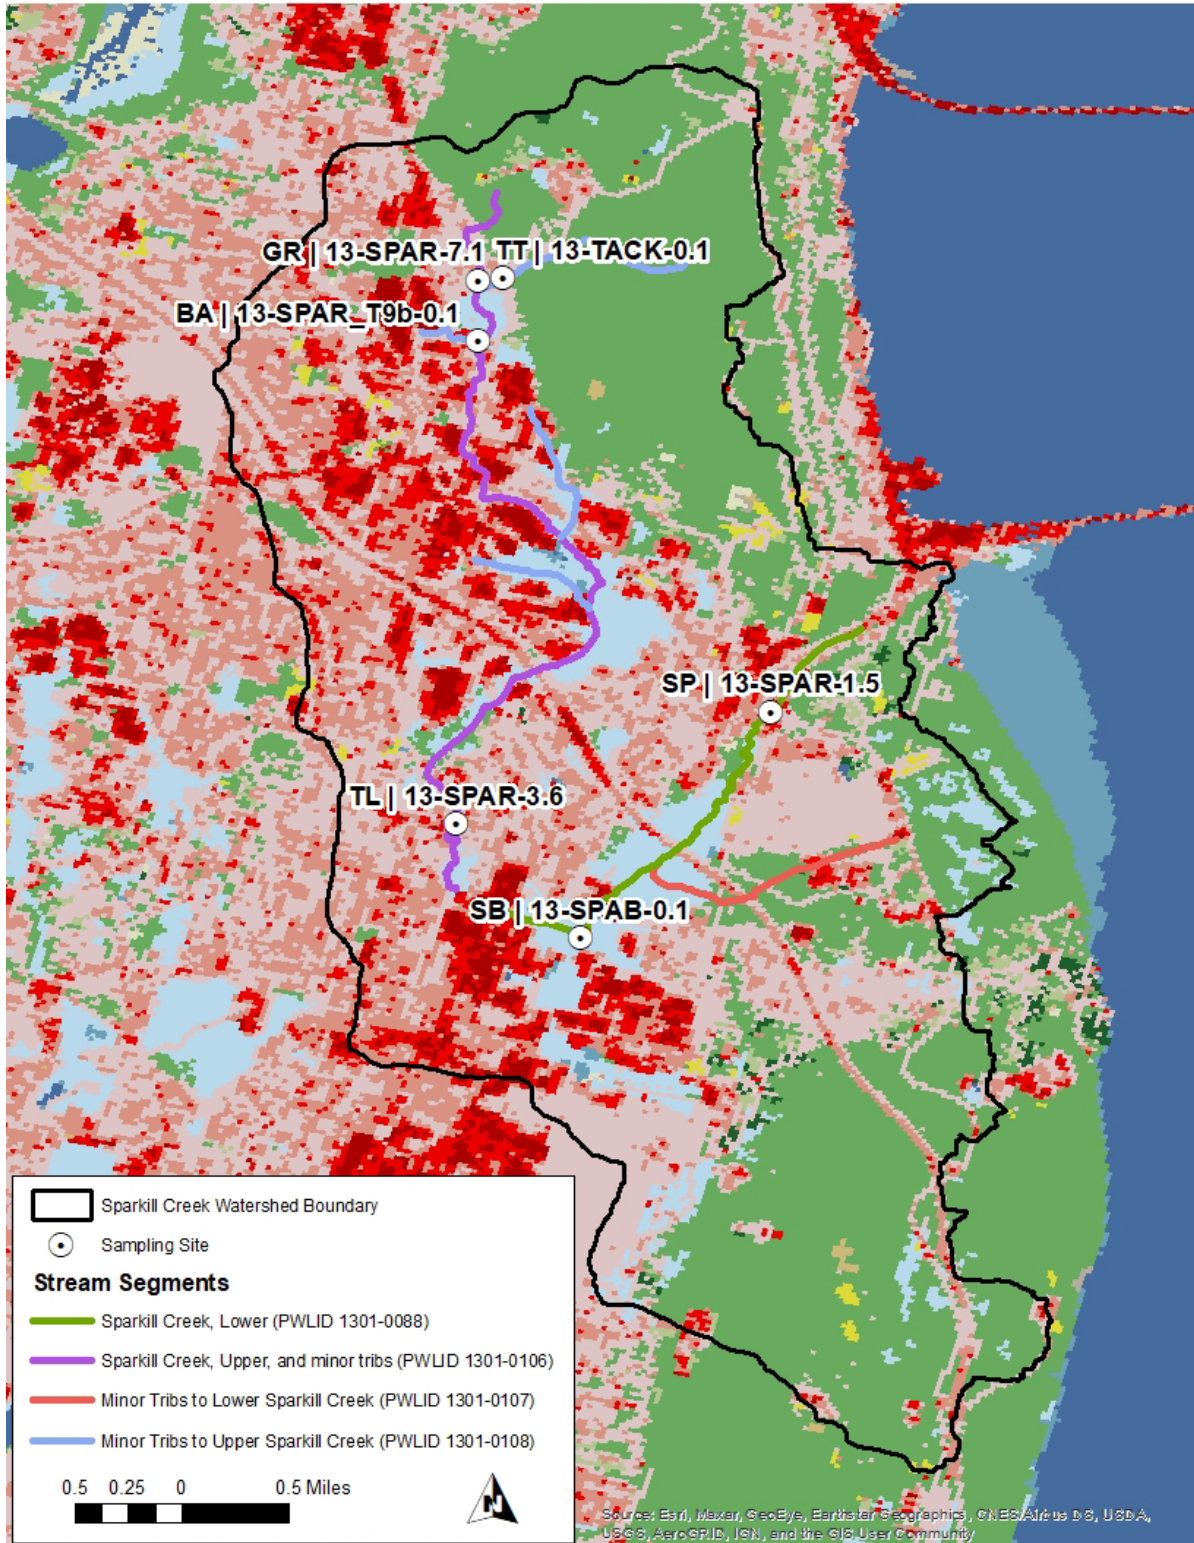 GR | 13-SPAR-7.1
TT | 13-TACK-0.1
BA | 13-SPAR_T9b-0.1
SP | 13-SPAR-1.5
TL | 13-SPAR-3.6
SB | 13-SPAB-0.1
Sparkill Creek Watershed Boundary
Sampling Site
Stream Segments
Sparkill Creek, Lower (PWLID 1301-0088)
Sparkill Creek, Upper, and minor tribs (PWLID 1301-0106)
Minor Tribs to Lower Sparkill Creek (PWLID 1301-0107)
Minor Tribs to Upper Sparkill Creek (PWLID 1301-0108)
0.5 0.25 0 0.5 Miles
N
Source: Esri, Maxar, GeoEye, Earthstar Geographics, CNES/Airbus DS, USDA,
USGS, AeroGRID, IGN, and the GIS User Community